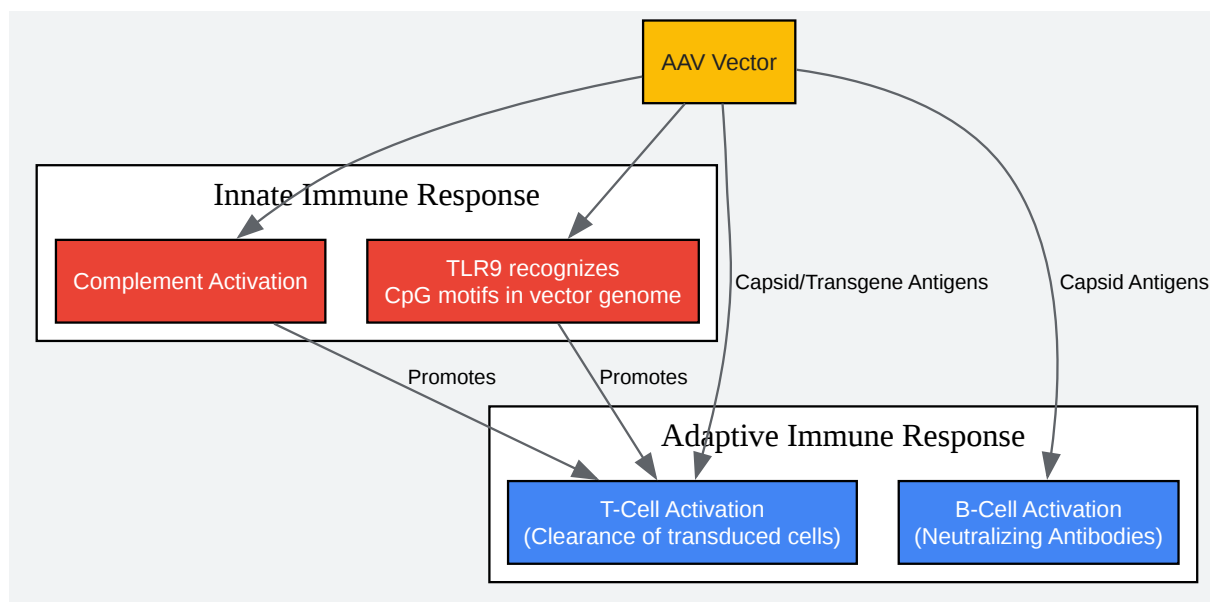 AAV Vector
Innate Immune Response
Complement Activation
TLR9 recognizes
CpG motifs in vector genome
Capsid/Transgene Antigens
Capsid Antigens
Promotes
Promotes
Adaptive Immune Response
T-Cell Activation
(Clearance of transduced cells)
B-Cell Activation
(Neutralizing Antibodies)